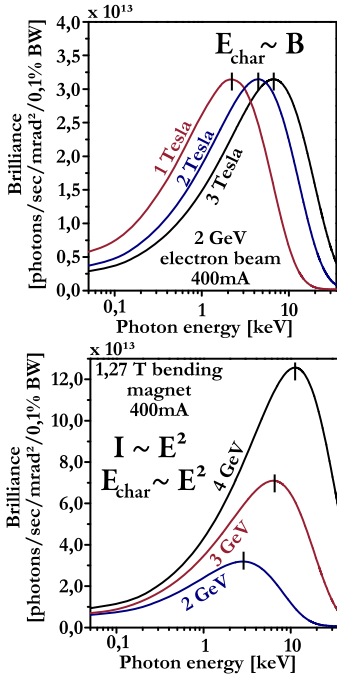 x 10¹³
4,0
3,5
3,0
2,5
2,0
1,5
1,0
0,5
0,0
Brilliance
[photons/sec/mrad²/0,1% BW]
E_char ~ B
1 Tesla
2 Tesla
3 Tesla
2 GeV
electron beam
400mA
0,1 1 10
Photon energy [keV]
x 10¹³
12,0
10,0
8,0
6,0
4,0
2,0
0,0
Brilliance
[photons/sec/mrad²/0,1% BW]
1,27 T bending
magnet
400mA
I ~ E²
E_char ~ E²
4 GeV
3 GeV
2 GeV
0,1 1 10
Photon energy [keV]